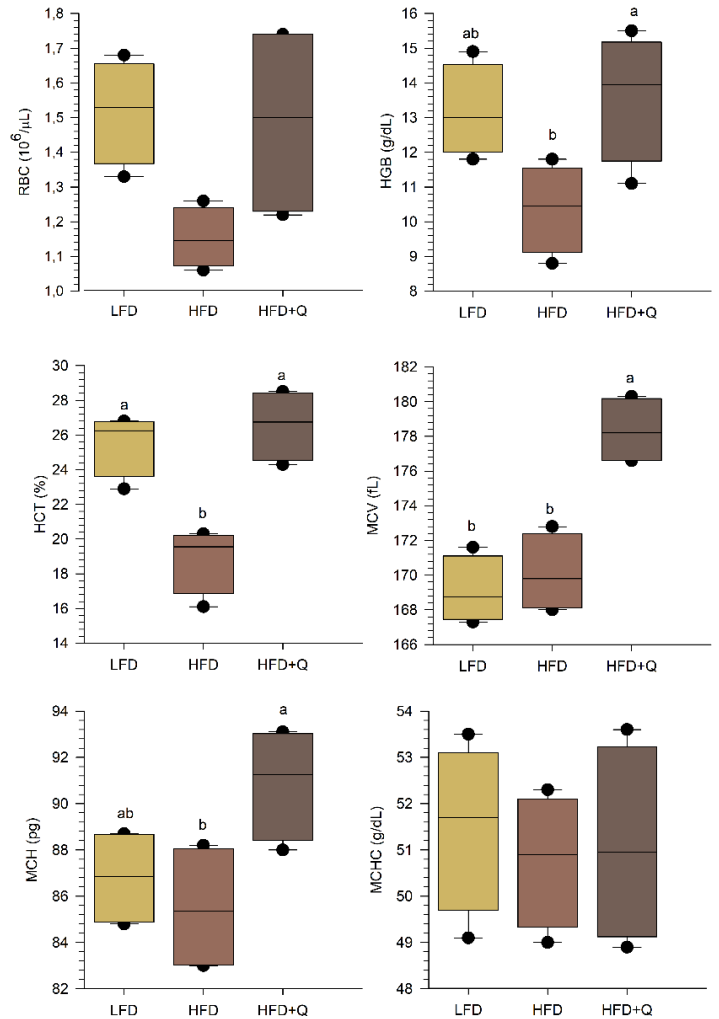 1,8
1,7
1,6
1,5
1,4
1,3
1,2
1,1
1,0
RBC (10⁶/µL)
LFD HFD HFD+Q
16
15
14
13
12
11
10
9
8
HGB (g/dL)
ab
b
a
LFD HFD HFD+Q
30
28
26
24
22
20
18
16
14
HCT (%)
a
b
a
LFD HFD HFD+Q
182
180
178
176
172
170
168
166
MCV (fL)
b
b
a
LFD HFD HFD+Q
94
92
90
88
86
84
82
MCH (pg)
ab
b
a
LFD HFD HFD+Q
54
53
52
51
50
49
48
MCHC (g/dL)
LFD HFD HFD+Q